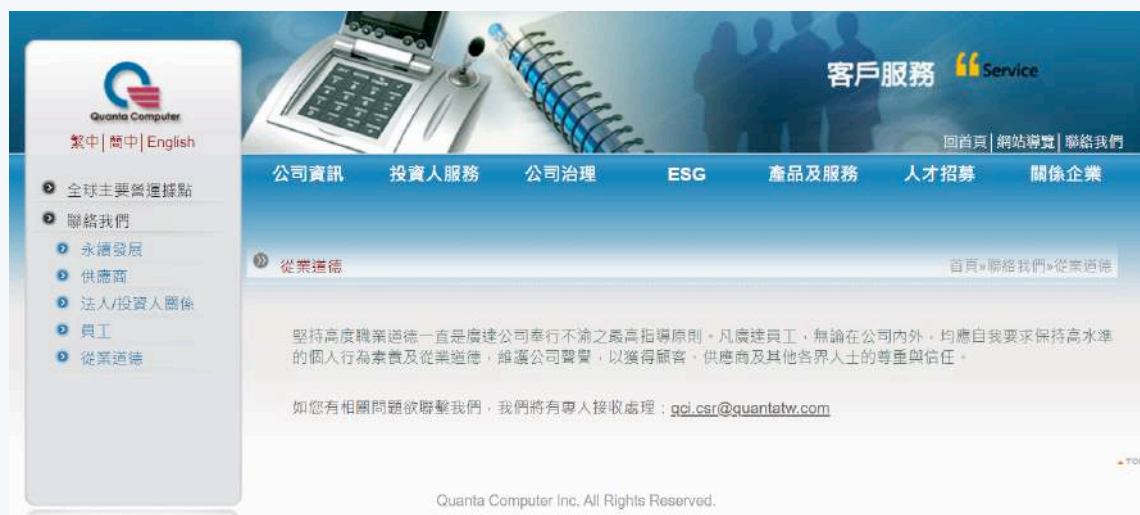 客戶服務 “ Service
回首頁│網站導覽│聯絡我們
Quanta Computer
繁中│簡中│English
公司資訊 投資人服務 公司治理 ESG 產品及服務 人才招募 關係企業
全球主要營運據點
聯絡我們
永續發展
供應商
法人/投資人關係
員工
從業道德
從業道德
首頁»聯絡我們»從業道德
堅持高度職業道德一直是廣達公司奉行不渝之最高指導原則。凡廣達員工，無論在公司內外，均應自我要求保持高水準
的個人行為素養及從業道德，維護公司聲譽，以獲得顧客、供應商及其他各界人士的尊重與信任。
如您有相關問題欲聯繫我們，我們將有專人接收處理：qci.csr@quantatw.com
TOP
Quanta Computer Inc. All Rights Reserved.